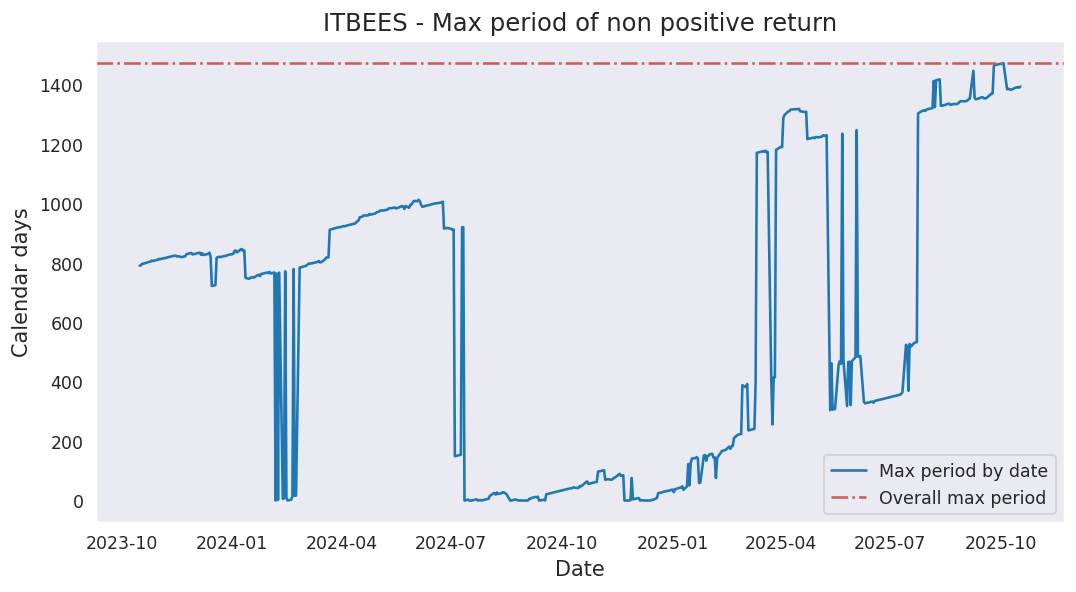 ITBEES - Max period of non positive return
Calendar days
1400
1200
1000
800
600
400
200
0
2023-10 2024-01 2024-04 2024-07 2024-10 2025-01 2025-04 2025-07 2025-10
Date
Max period by date
Overall max period